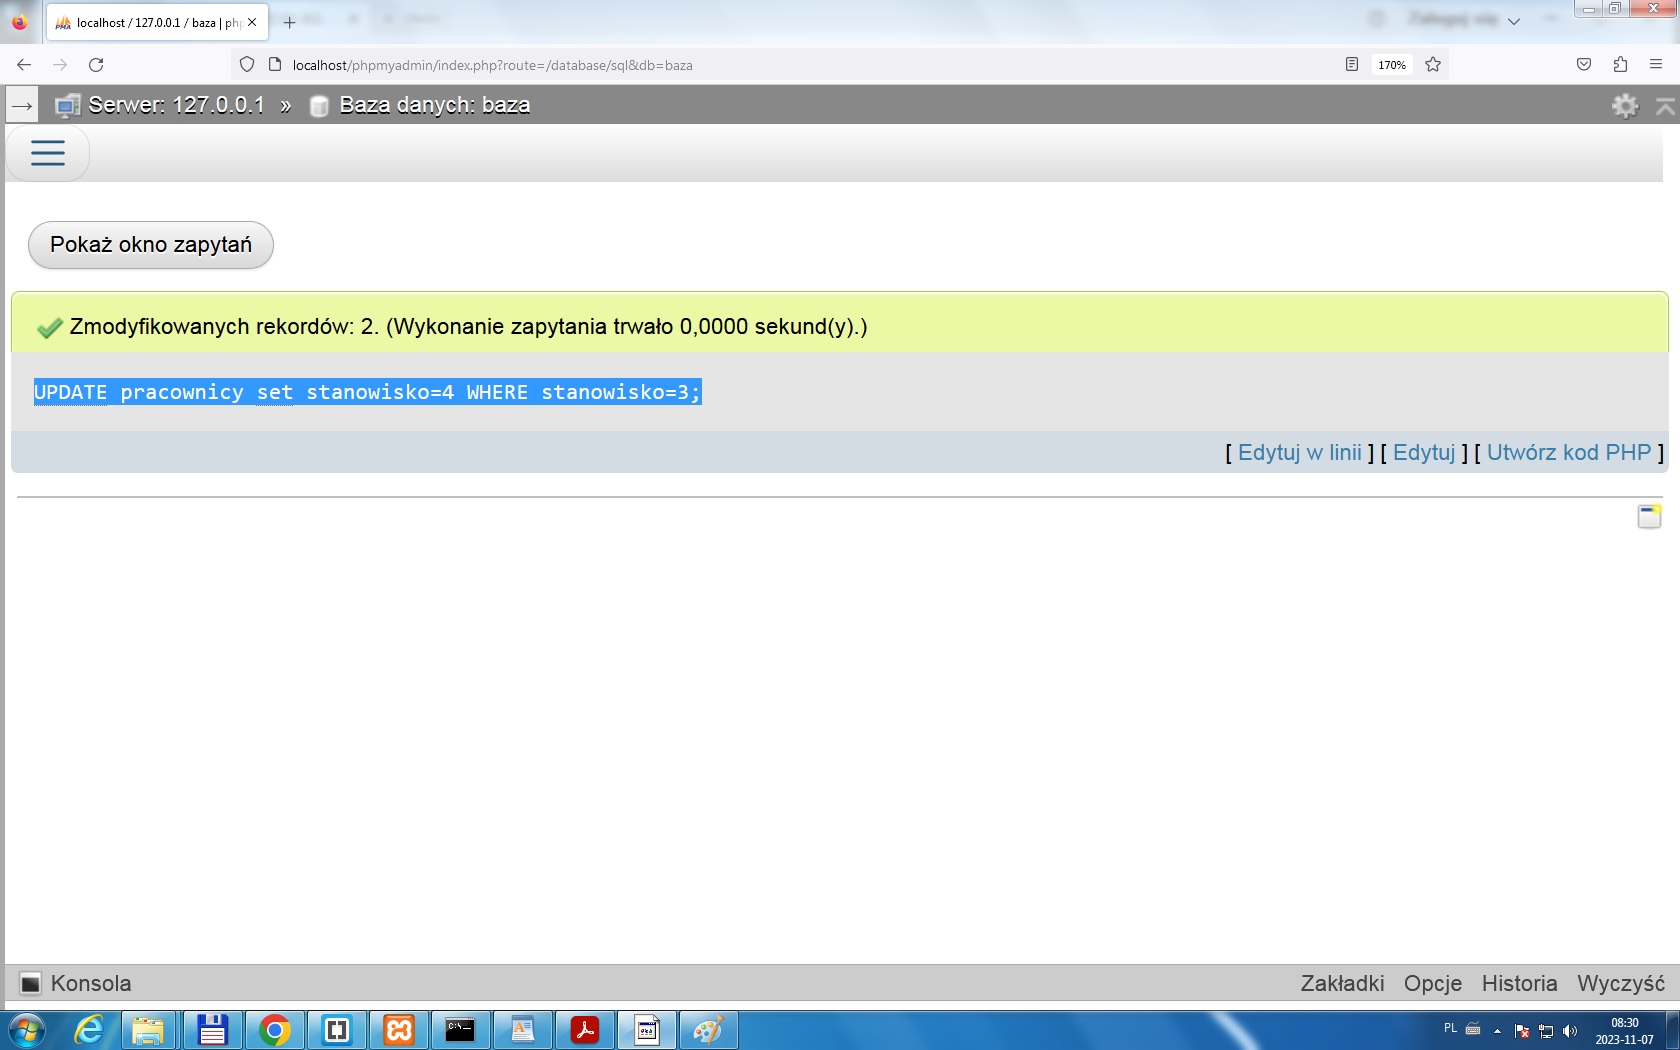 localhost / 127.0.0.1 / baza | php
localhost/phpmyadmin/index.php?route=/database/sql&db=baza
170%
Serwer: 127.0.0.1 » Baza danych: baza
Pokaż okno zapytań
Zmodyfikowanych rekordów: 2. (Wykonanie zapytania trwało 0,0000 sekund(y).)
UPDATE pracownicy set stanowisko=4 WHERE stanowisko=3;
[ Edytuj w linii ] [ Edytuj ] [ Utwórz kod PHP ]
Konsola
Zakładki Opcje Historia Wyczyść
PL
08:30
2023-11-07